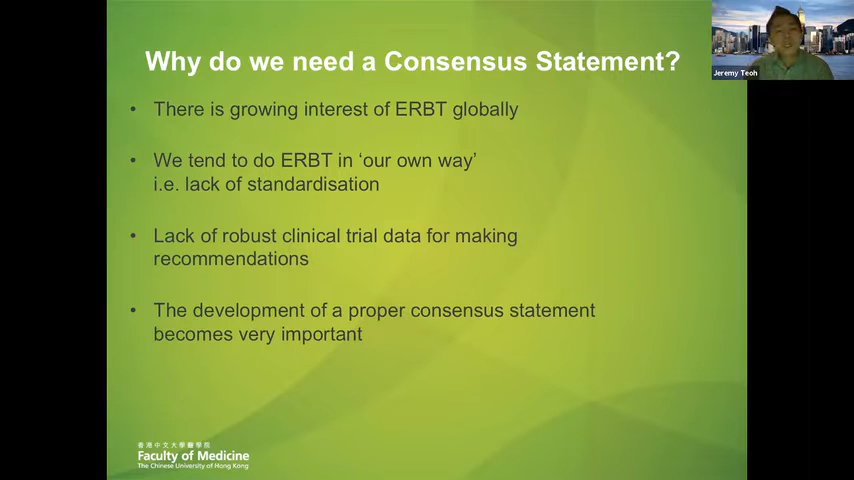 Why do we need a Consensus Statement?
Jeremy Teoh
• There is growing interest of ERBT globally
• We tend to do ERBT in ‘our own way’
i.e. lack of standardisation
• Lack of robust clinical trial data for making
recommendations
• The development of a proper consensus statement
becomes very important
香港中文大學醫學院
Faculty of Medicine
The Chinese University of Hong Kong